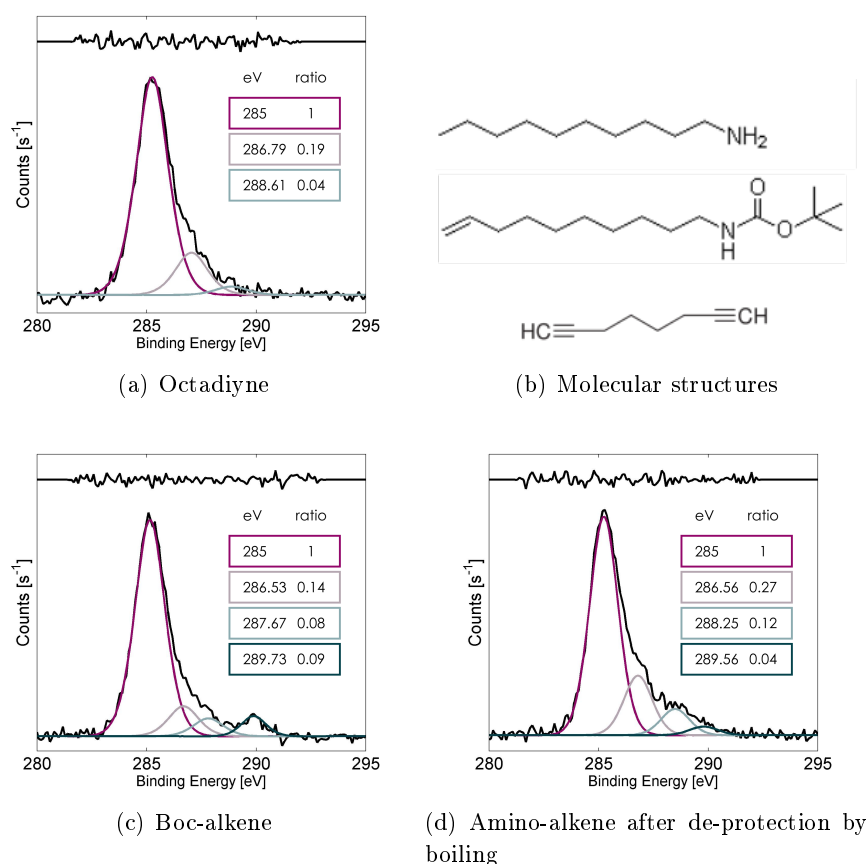 eV ratio
285 1
286.79 0.19
288.61 0.04
Counts [s⁻¹]
280 285 290 295
Binding Energy [eV]
(a) Octadiyne
NH₂
O
N
H
O
HC
CH
(b) Molecular structures
eV ratio
285 1
286.53 0.14
287.67 0.08
289.73 0.09
Counts [s⁻¹]
280 285 290 295
Binding Energy [eV]
(c) Boc-alkene
eV ratio
285 1
286.56 0.27
288.25 0.12
289.56 0.04
Counts [s⁻¹]
280 285 290 295
Binding Energy [eV]
(d) Amino-alkene after de-protection by
boiling